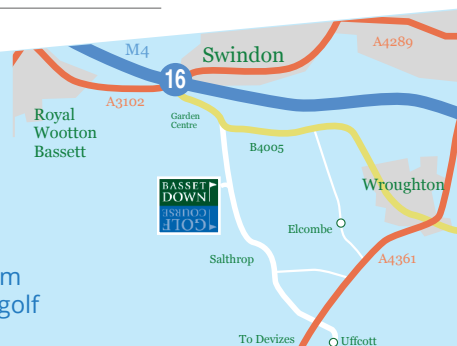 M4
A4289
Swindon
16
A3102
Royal
Wootton
Bassett
Garden
Centre
B4005
BASSET
DOWN
GOLF
COURSE
Wroughton
Elcombe
Salthrop
A4361
m
golf
To Devizes
Uffcott